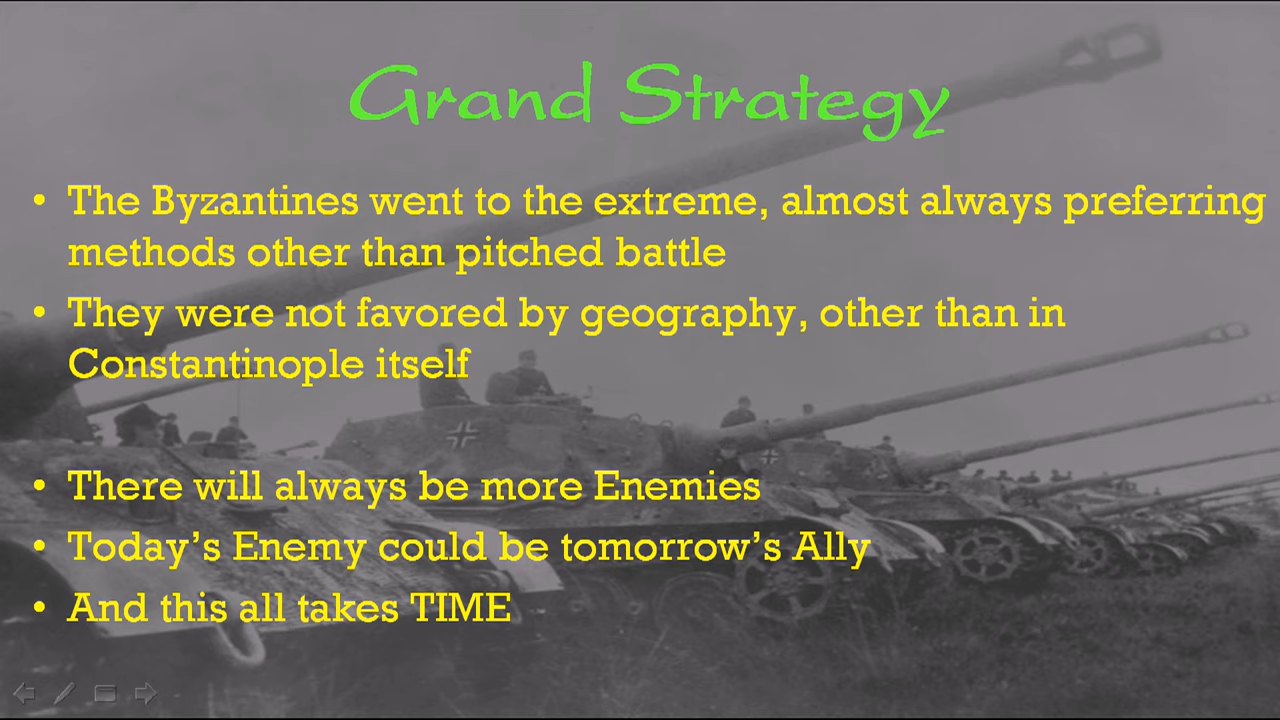 Grand Strategy
• The Byzantines went to the extreme, almost always preferring
methods other than pitched battle
• They were not favored by geography, other than in
Constantinople itself
• There will always be more Enemies
• Today's Enemy could be tomorrow's Ally
• And this all takes TIME